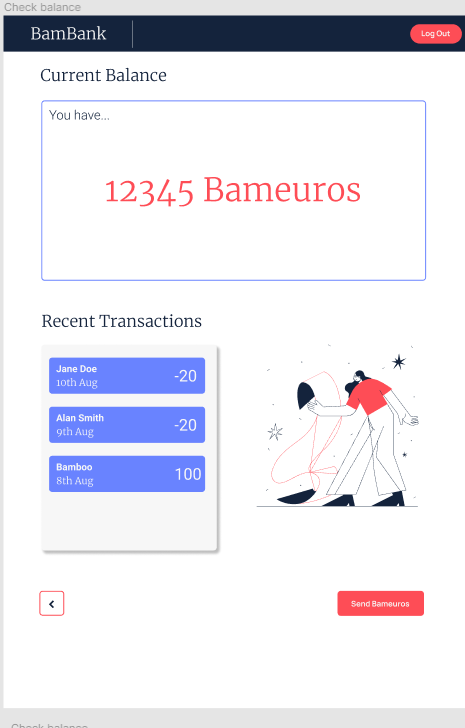 Check balance
BamBank
Log Out
Current Balance
You have...
12345 Bameuros
Recent Transactions
Jane Doe
10th Aug
-20
Alan Smith
9th Aug
-20
Bamboo
8th Aug
100
Send Bameuros
Check balance